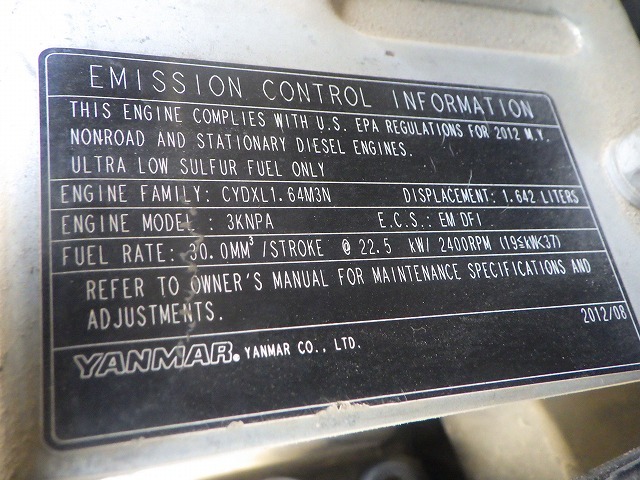 EMISSION CONTROL INFORMATION
THIS ENGINE COMPLIES WITH U.S. EPA REGULATIONS FOR 2012 M.Y.
NONROAD AND STATIONARY DIESEL ENGINES.
ULTRA LOW SULFUR FUEL ONLY
ENGINE FAMILY: CYDXL1.64M3N DISPLACEMENT: 1.642 LITERS
ENGINE MODEL : 3KNPA E.C.S.: EM DFI
FUEL RATE: 30.0MM³/STROKE @ 22.5 kW/ 2400RPM (19≤kW<37)
REFER TO OWNER'S MANUAL FOR MAINTENANCE SPECIFICATIONS AND
ADJUSTMENTS.
2012/08
YANMAR® YANMAR CO., LTD.